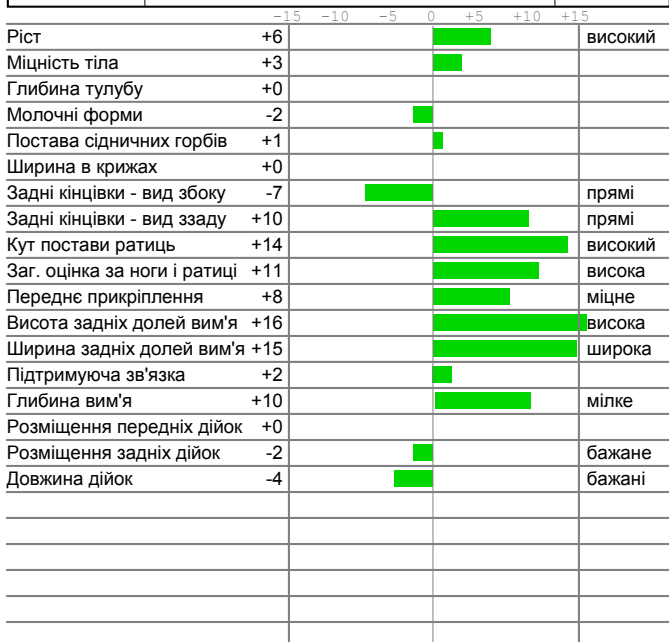 -15 -10 -5 0 +5 +10 +15
Ріст +6 високий
Міцність тіла +3
Глибина тулубу +0
Молочні форми -2
Постава сідничних горбів +1
Ширина в крижах +0
Задні кінцівки - вид збоку -7 прямі
Задні кінцівки - вид ззаду +10 прямі
Кут постави ратиць +14 високий
Заг. оцінка за ноги і ратиці +11 висока
Переднє прикріплення +8 міцне
Висота задніх долей вим'я +16 висока
Ширина задніх долей вим'я +15 широка
Підтримуюча зв'язка +2
Глибина вим'я +10 мілке
Розміщення передніх дійок +0
Розміщення задніх дійок -2 бажане
Довжина дійок -4 бажані